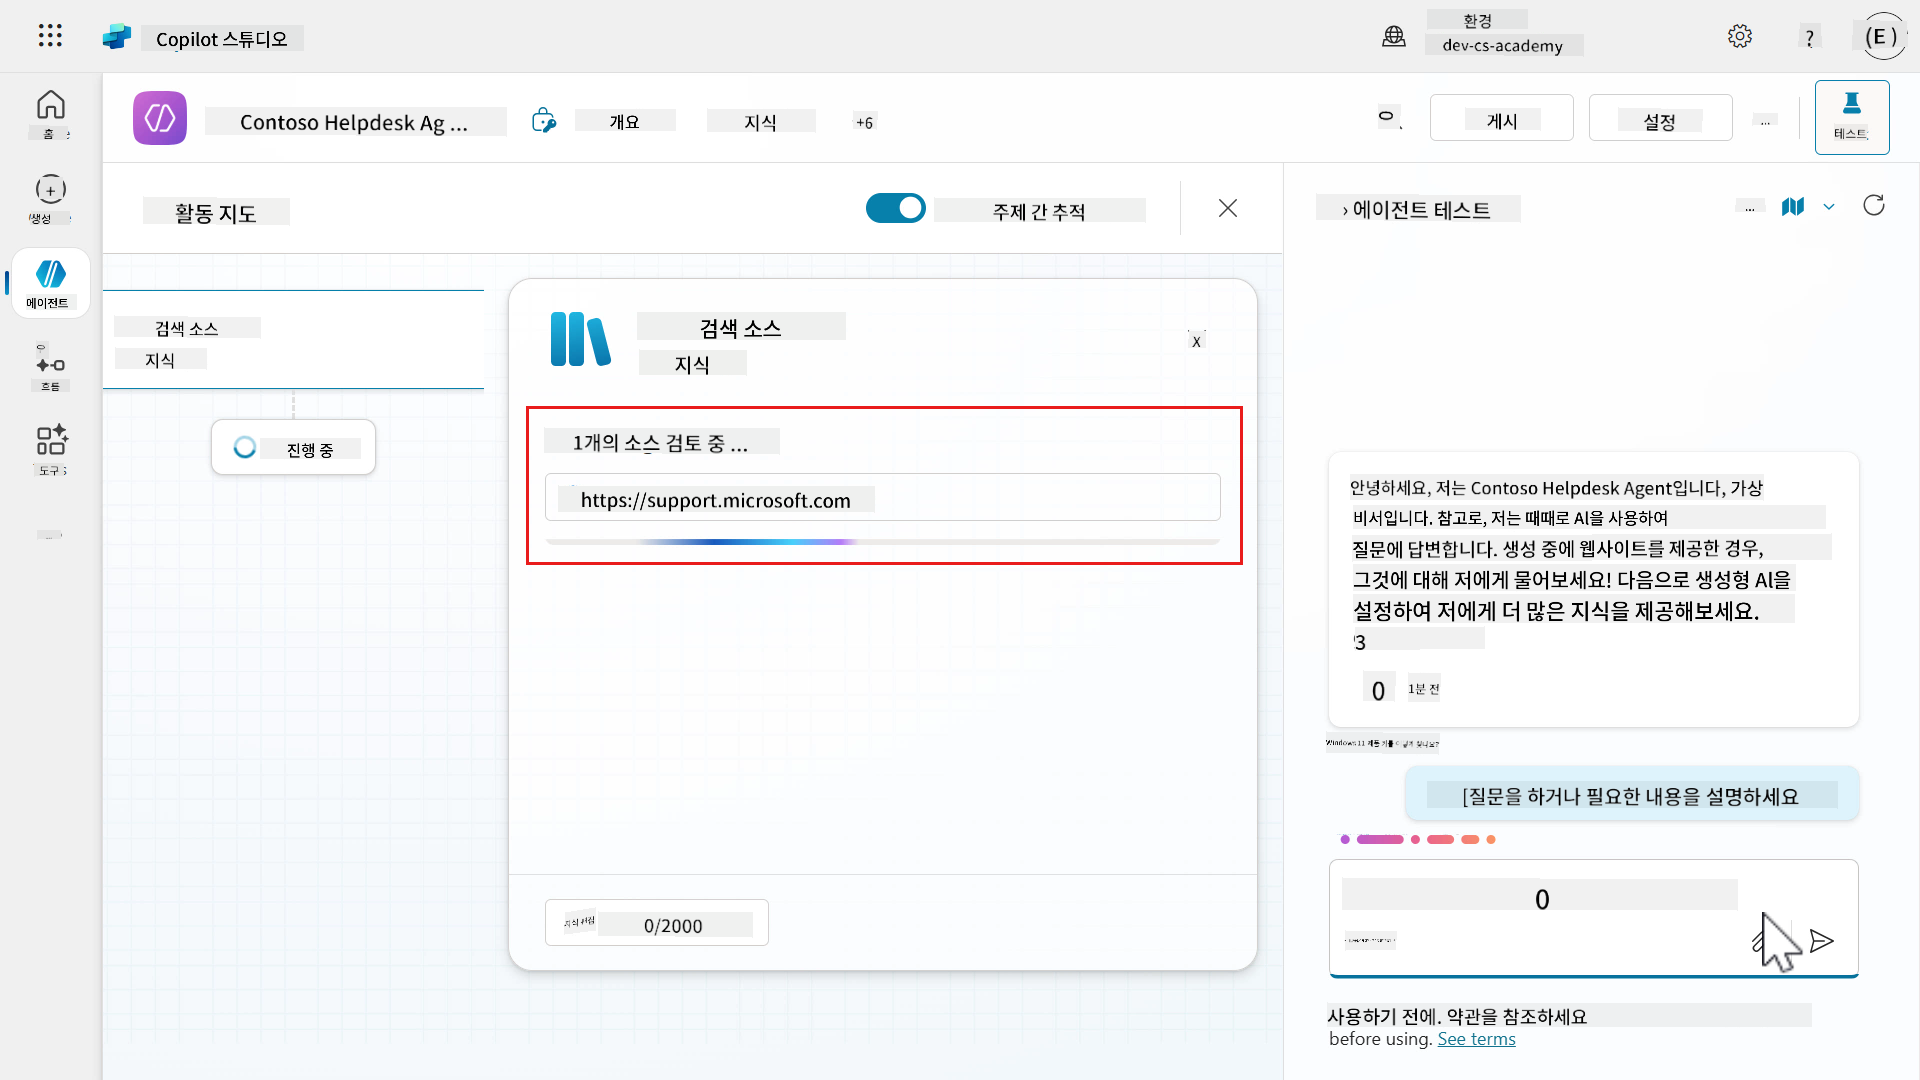 Copilot 스튜디오
환경
dev-cs-academy
?
(E )
홈
Contoso Helpdesk Ag ...
개요
지식
+6
게시
설정
...
테스트
생성
에이전트
흐름
도구
활동 지도
주제 간 추적
검색 소스
지식
진행 중
검색 소스
지식
x
1개의 소스 검토 중 ...
https://support.microsoft.com
지식 편집
0/2000
› 에이전트 테스트
...
안녕하세요, 저는 Contoso Helpdesk Agent입니다, 가상
비서입니다. 참고로, 저는 때때로 AI을 사용하여
질문에 답변합니다. 생성 중에 웹사이트를 제공한 경우,
그것에 대해 저에게 물어보세요! 다음으로 생성형 AI을
설정하여 저에게 더 많은 지식을 제공해보세요.
'3
0
1분 전
[질문을 하거나 필요한 내용을 설명하세요
0
사용하기 전에. 약관을 참조하세요
before using. See terms